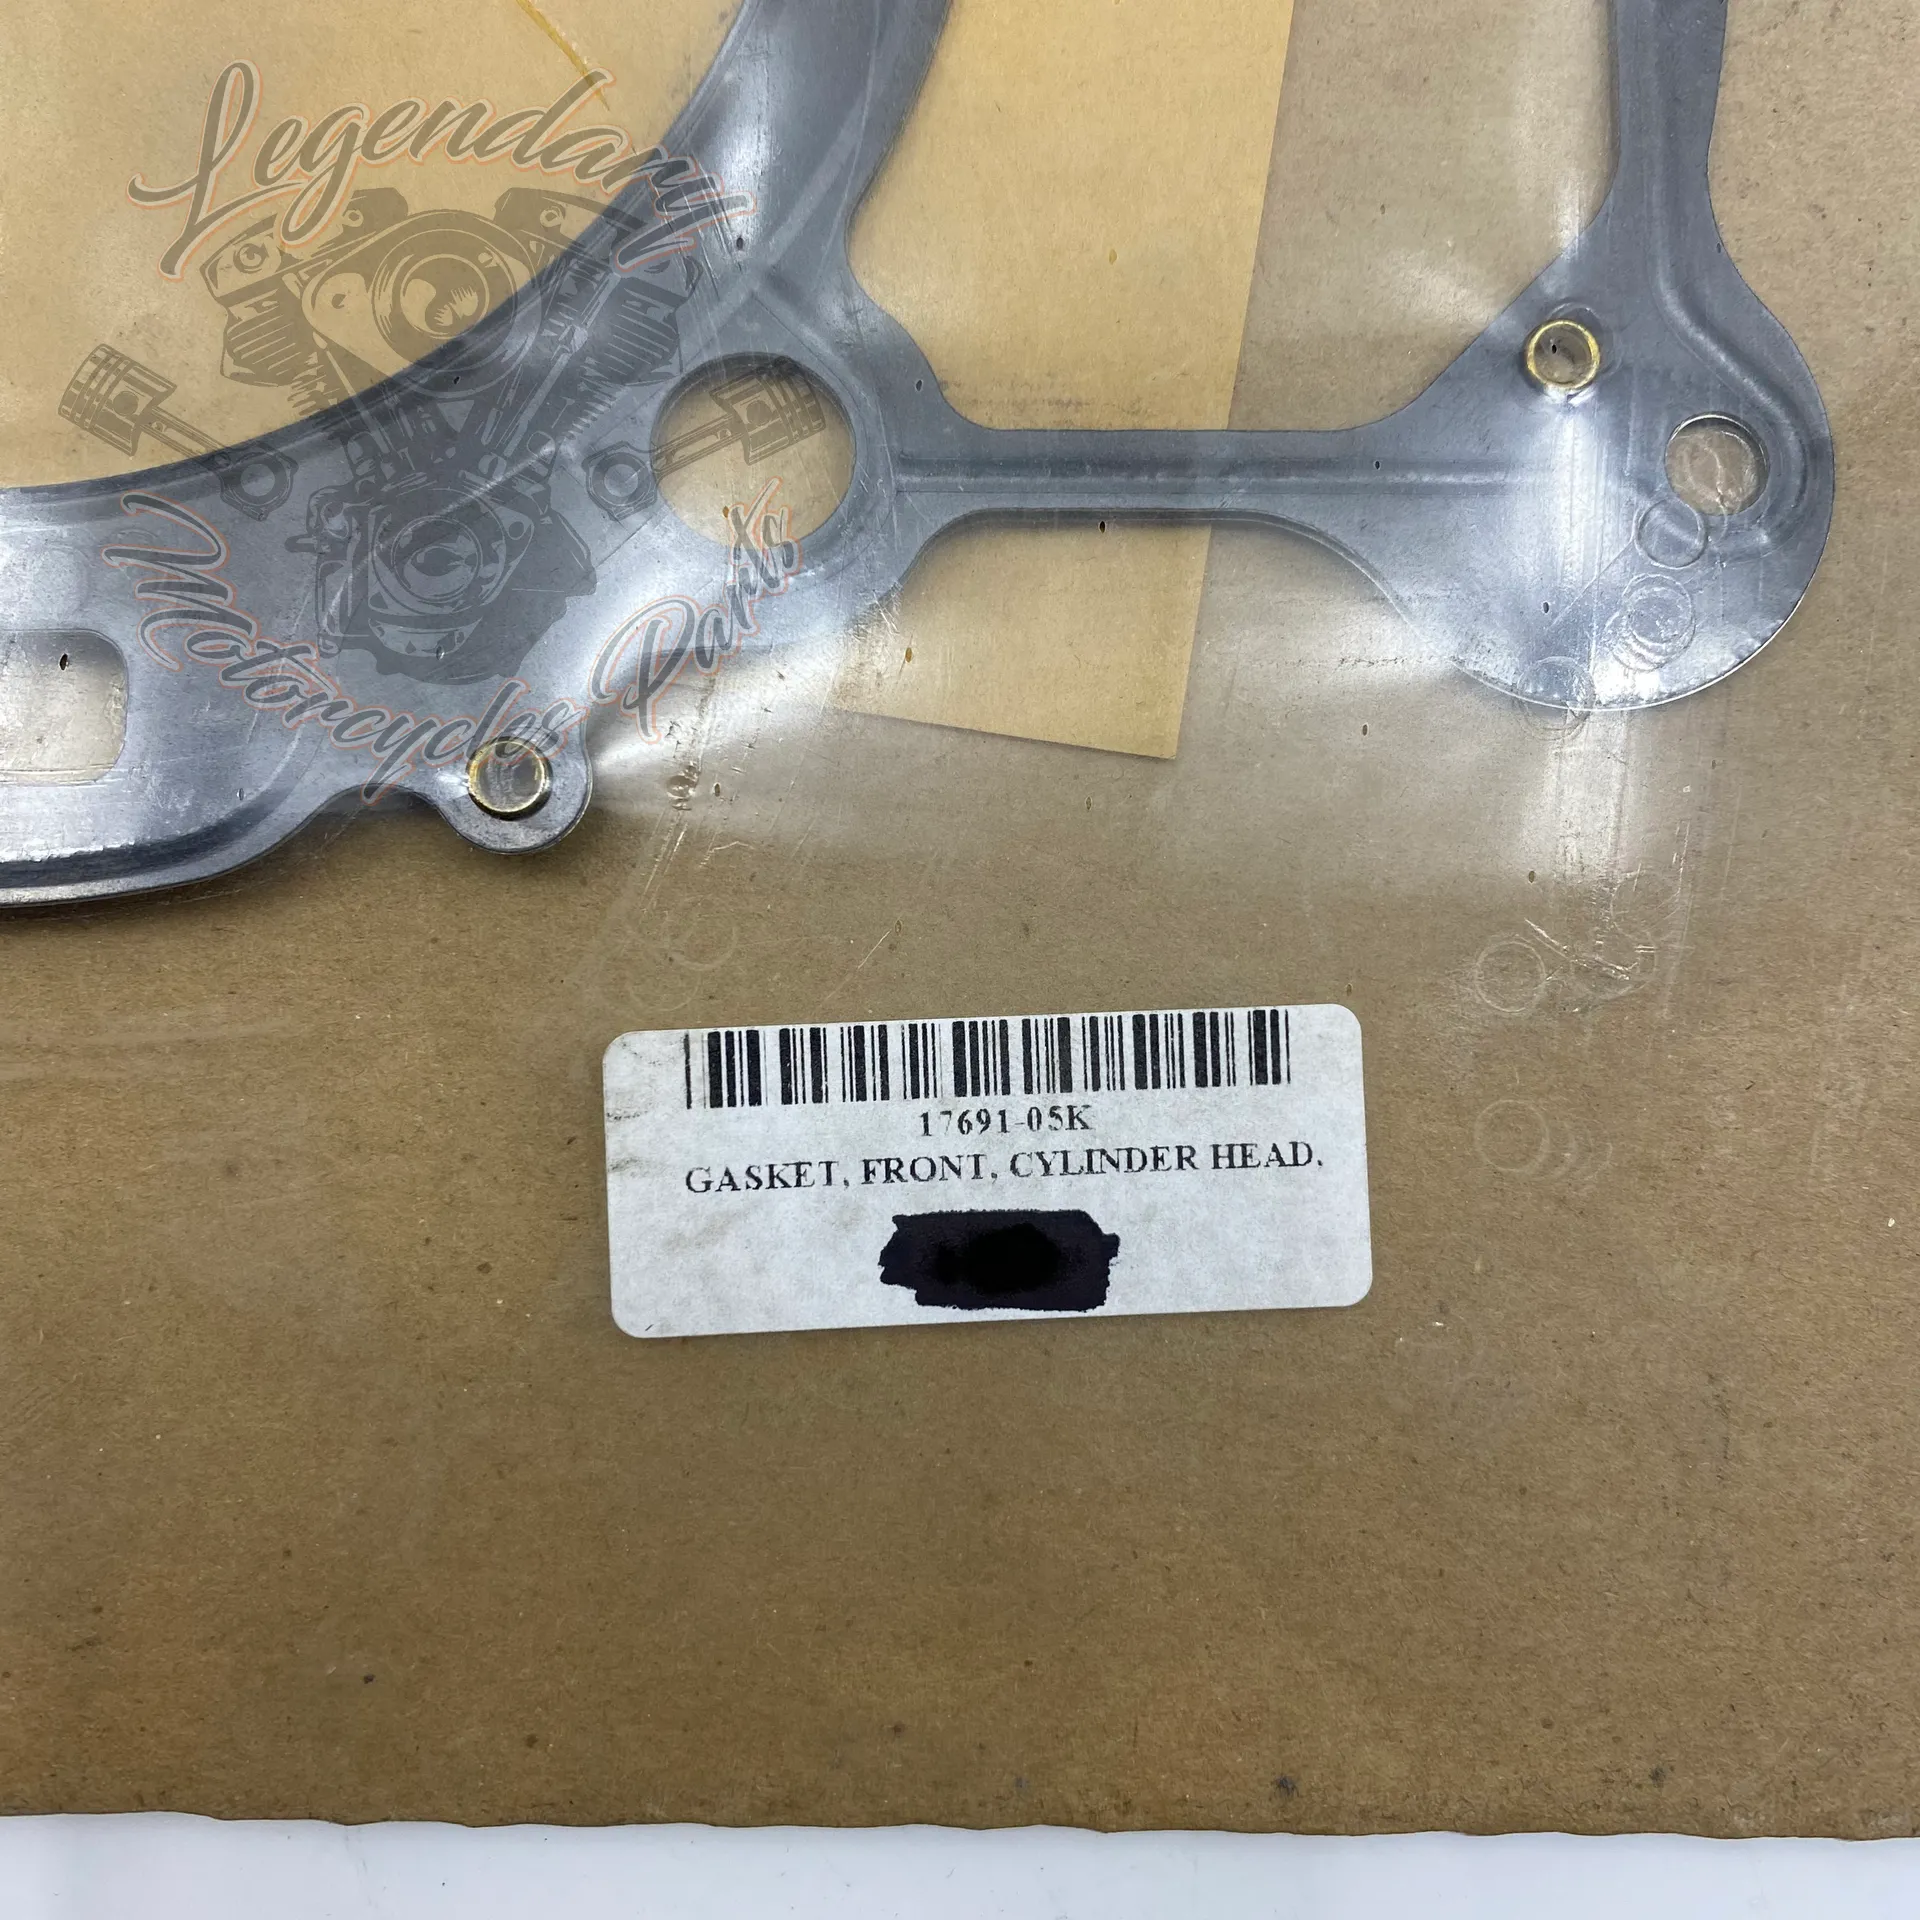 Legendary
Motorcycles Parts
17691-05K
GASKET, FRONT, CYLINDER HEAD.